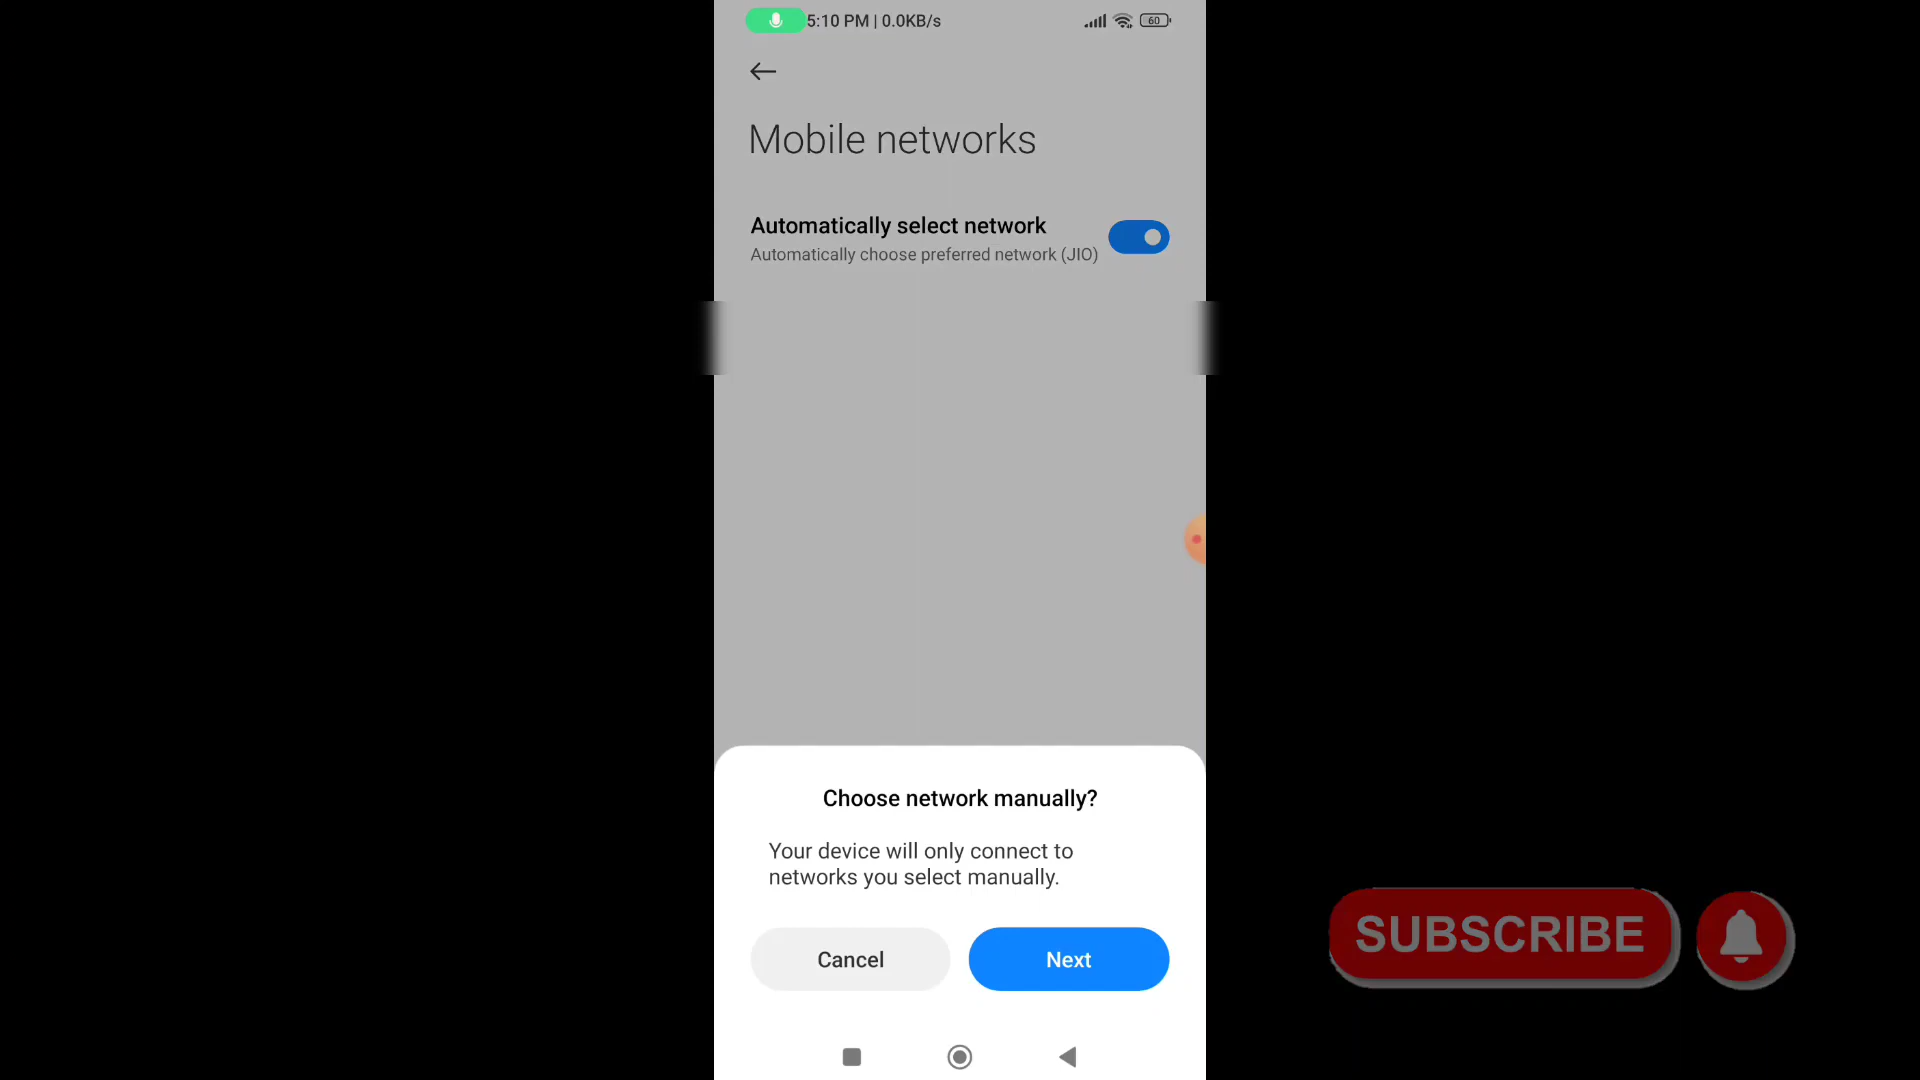 5:10 PM | 0.0KB/s
60
Mobile networks
Automatically select network
Automatically choose preferred network (JIO)
Choose network manually?
Your device will only connect to
networks you select manually.
Cancel
Next
SUBSCRIBE